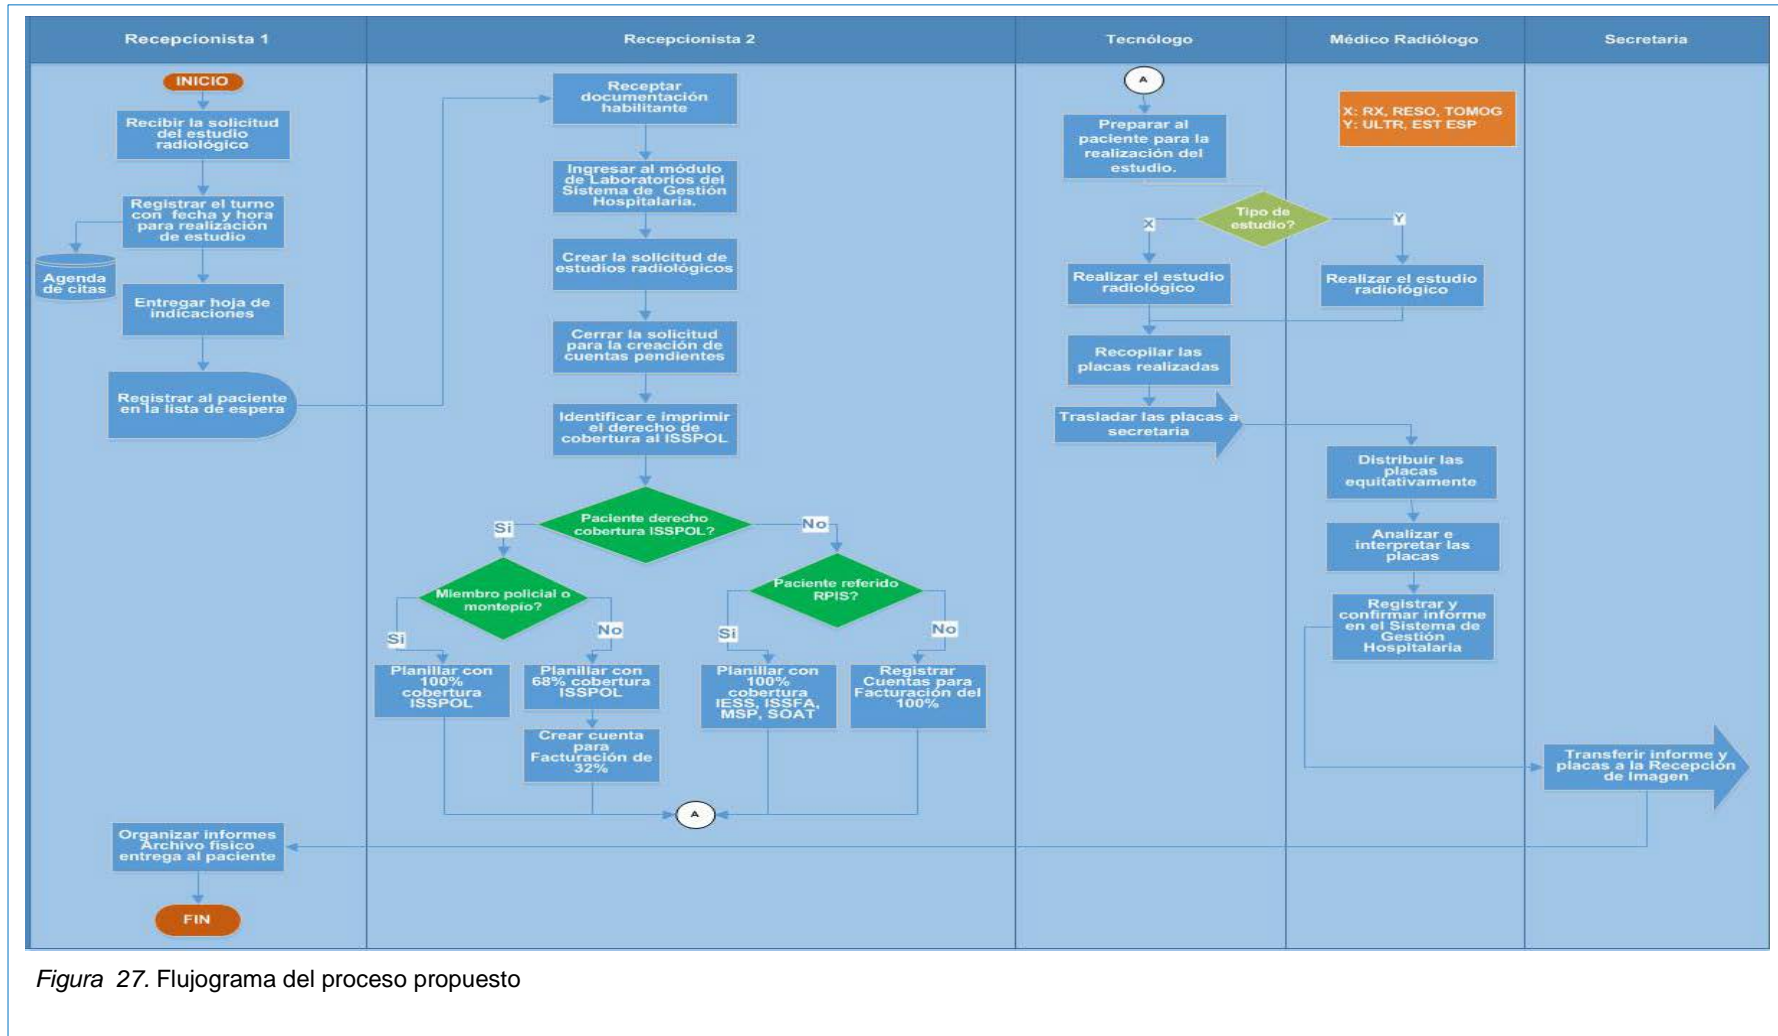 Recepcionista 1
Recepcionista 2
Tecnólogo
Médico Radiólogo
Secretaria
INICIO
Recibir la solicitud
del estudio
radiológico
Registrar el turno
con fecha y hora
para realización
de estudio
Agenda
de citas
Entregar hoja de
indicaciones
Registrar al paciente
en la lista de espera
Receptar
documentación
habilitante
Ingresar al módulo
de Laboratorios del
Sistema de Gestión
Hospitalaria.
Crear la solicitud de
estudios radiológicos
Cerrar la solicitud
para la creación de
cuentas pendientes
Identificar e imprimir
el derecho de
cobertura al ISSPOL
Paciente derecho
cobertura ISSPOL?
Si
No
Miembro policial o
montepío?
Paciente referido
RPIS?
Si
No
Si
No
Planillar con
100%
cobertura
ISSPOL
Planillar con
68% cobertura
ISSPOL
Crear cuenta
para
Facturación de
32%
Planillar con
100%
cobertura
IESS, ISSFA,
MSP, SOAT
Registrar
Cuentas para
Facturación del
100%
A
A
Preparar al
paciente para la
realización del
estudio.
Tipo de
estudio?
X
Y
X: RX, RESO, TOMOG
Y: ULTR, EST ESP
Realizar el estudio
radiológico
Realizar el estudio
radiológico
Recopilar las
placas realizadas
Trasladar las placas a
secretaria
Distribuir las
placas
equitativamente
Analizar e
interpretar las
placas
Registrar y
confirmar informe
en el Sistema de
Gestión
Hospitalaria
Transferir informe y
placas a la Recepción
de Imagen
Organizar informes
Archivo físico
entrega al paciente
FIN
Figura 27. Flujograma del proceso propuesto